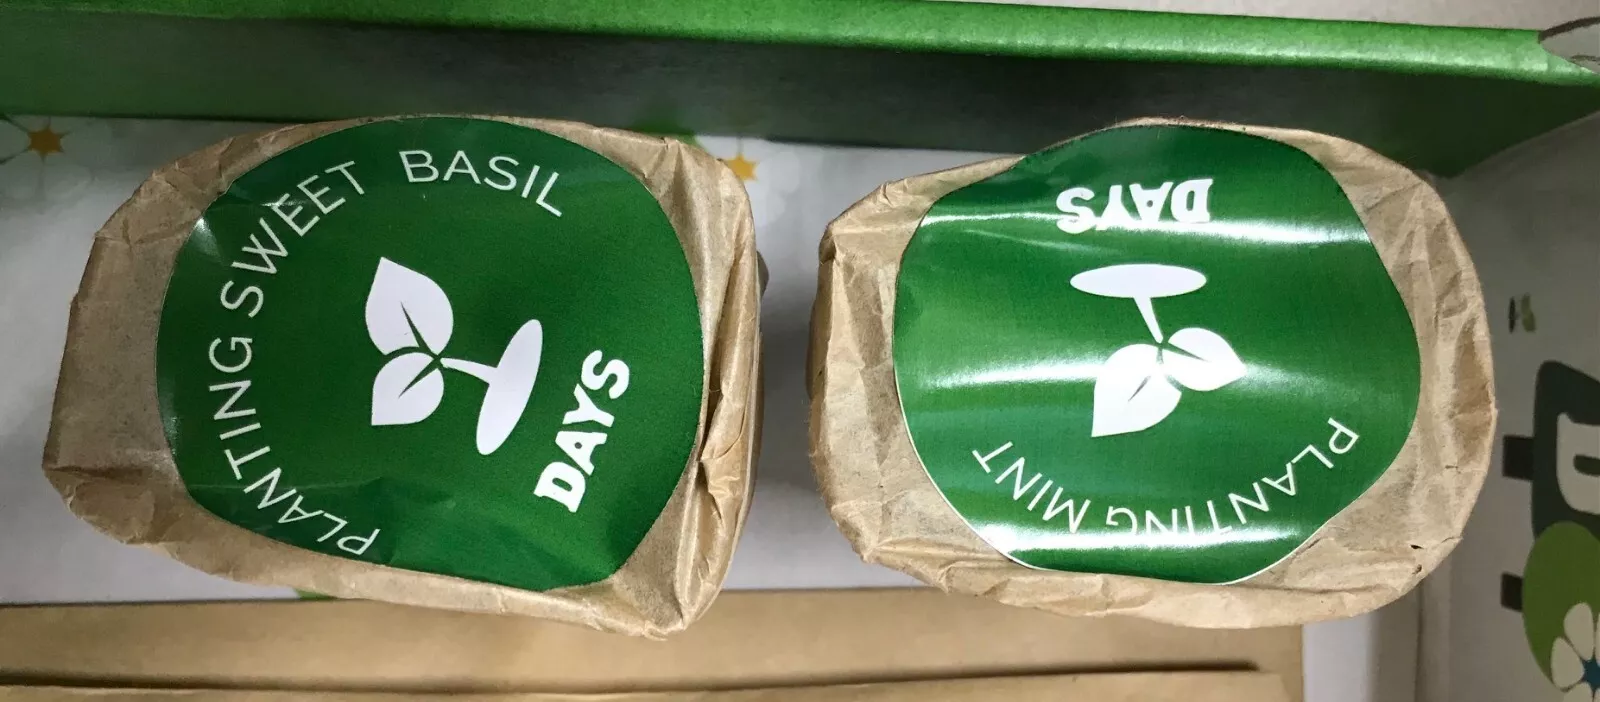 PLANTING SWEET BASIL
DAYS
PLANTING MINT
DAYS